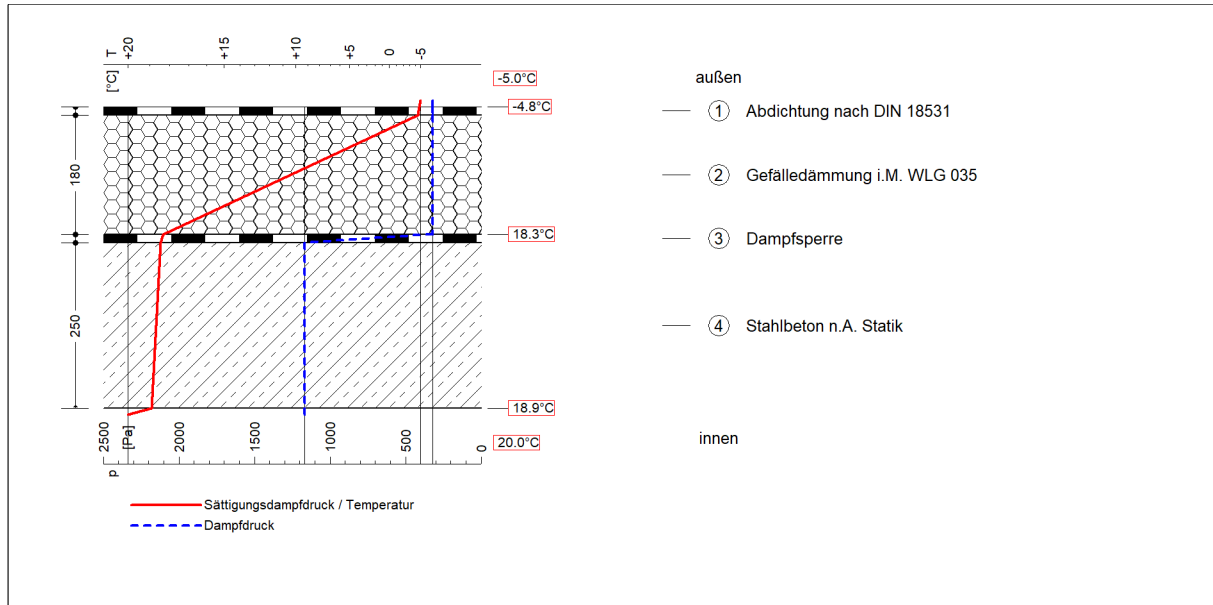 T [°C]
+20 +15 +10 +5 0 -5
-5.0°C
-4.8°C
180
18.3°C
250
18.9°C
2500 2000 1500 1000 500 0
p [Pa]
20.0°C
Sättigungsdampfdruck / Temperatur
Dampfdruck
außen
1 Abdichtung nach DIN 18531
2 Gefälledämmung i.M. WLG 035
3 Dampfsperre
4 Stahlbeton n.A. Statik
innen